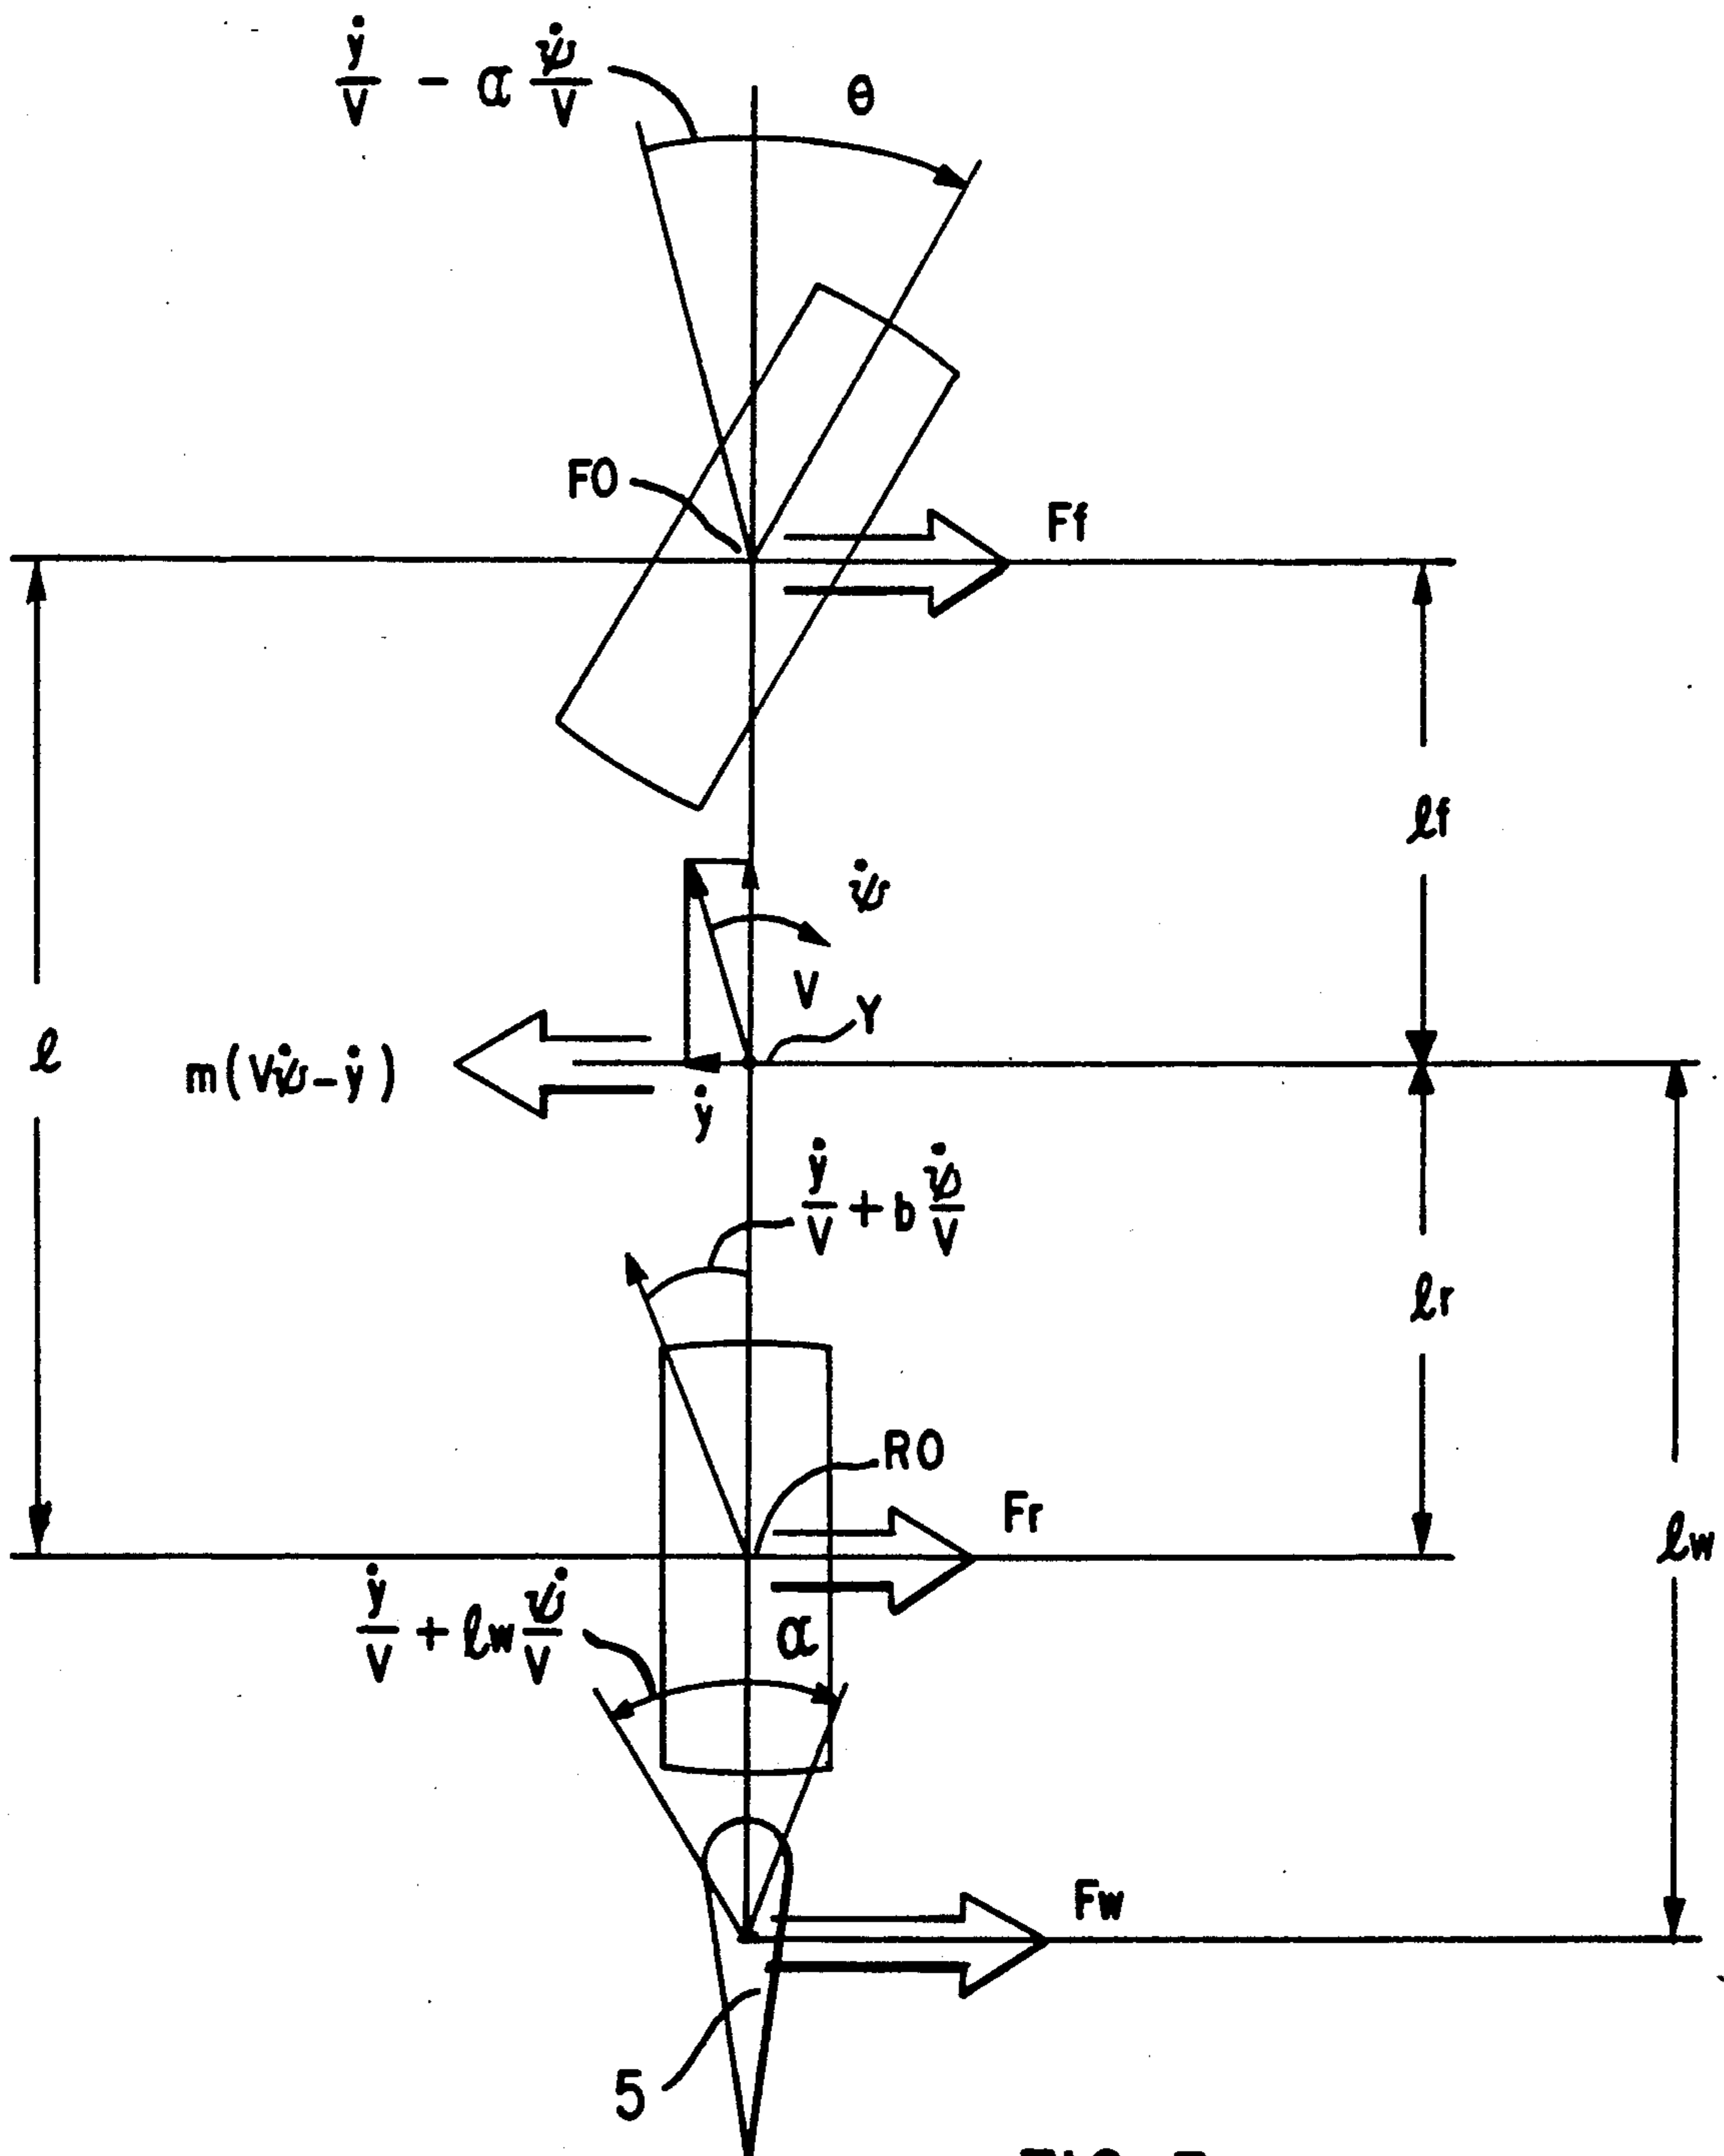 ẏ/V - α ψ̇/V
θ
FO
Ff
ℓf
ψ̇
V
Y
ℓ
m(Vψ̇-ẏ)
ẏ
ẏ/V + b ψ̇/V
ℓr
RO
Fr
ℓw
ẏ/V + ℓw ψ̇/V
α
Fw
5